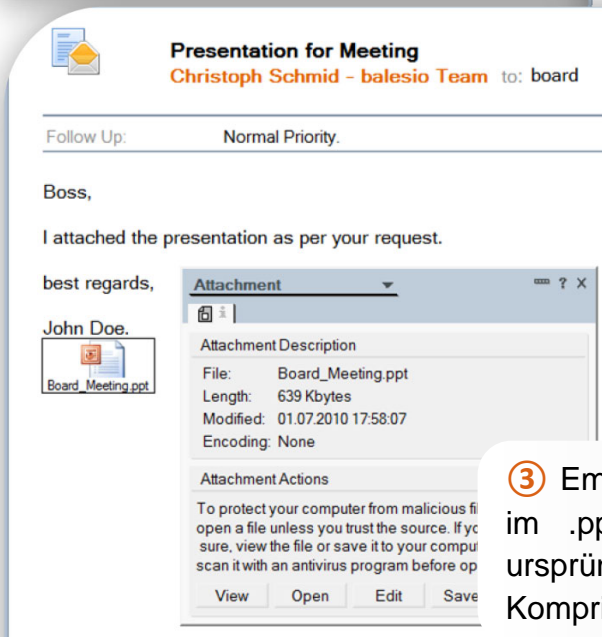 Presentation for Meeting
Christoph Schmid - balesio Team to: board
Follow Up: Normal Priority.
Boss,
I attached the presentation as per your request.
best regards,
John Doe.
Board_Meeting.ppt
Attachment
Attachment Description
File: Board_Meeting.ppt
Length: 639 Kbytes
Modified: 01.07.2010 17:58:07
Encoding: None
Attachment Actions
To protect your computer from malicious
open a file unless you trust the source. If
sure, view the file or save it to your
scan it with an antivirus program before
View Open Edit Save
③
im